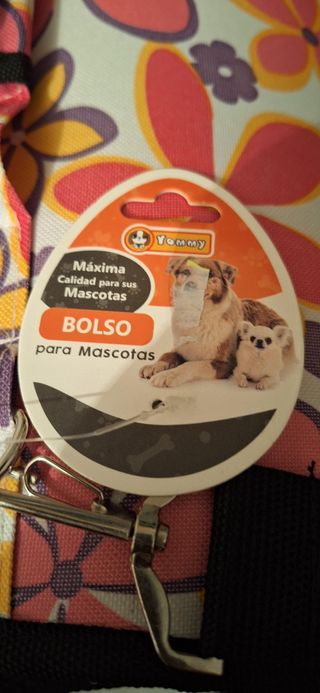 Yommy
Máxima
Calidad para sus
Mascotas
BOLSO
para Mascotas